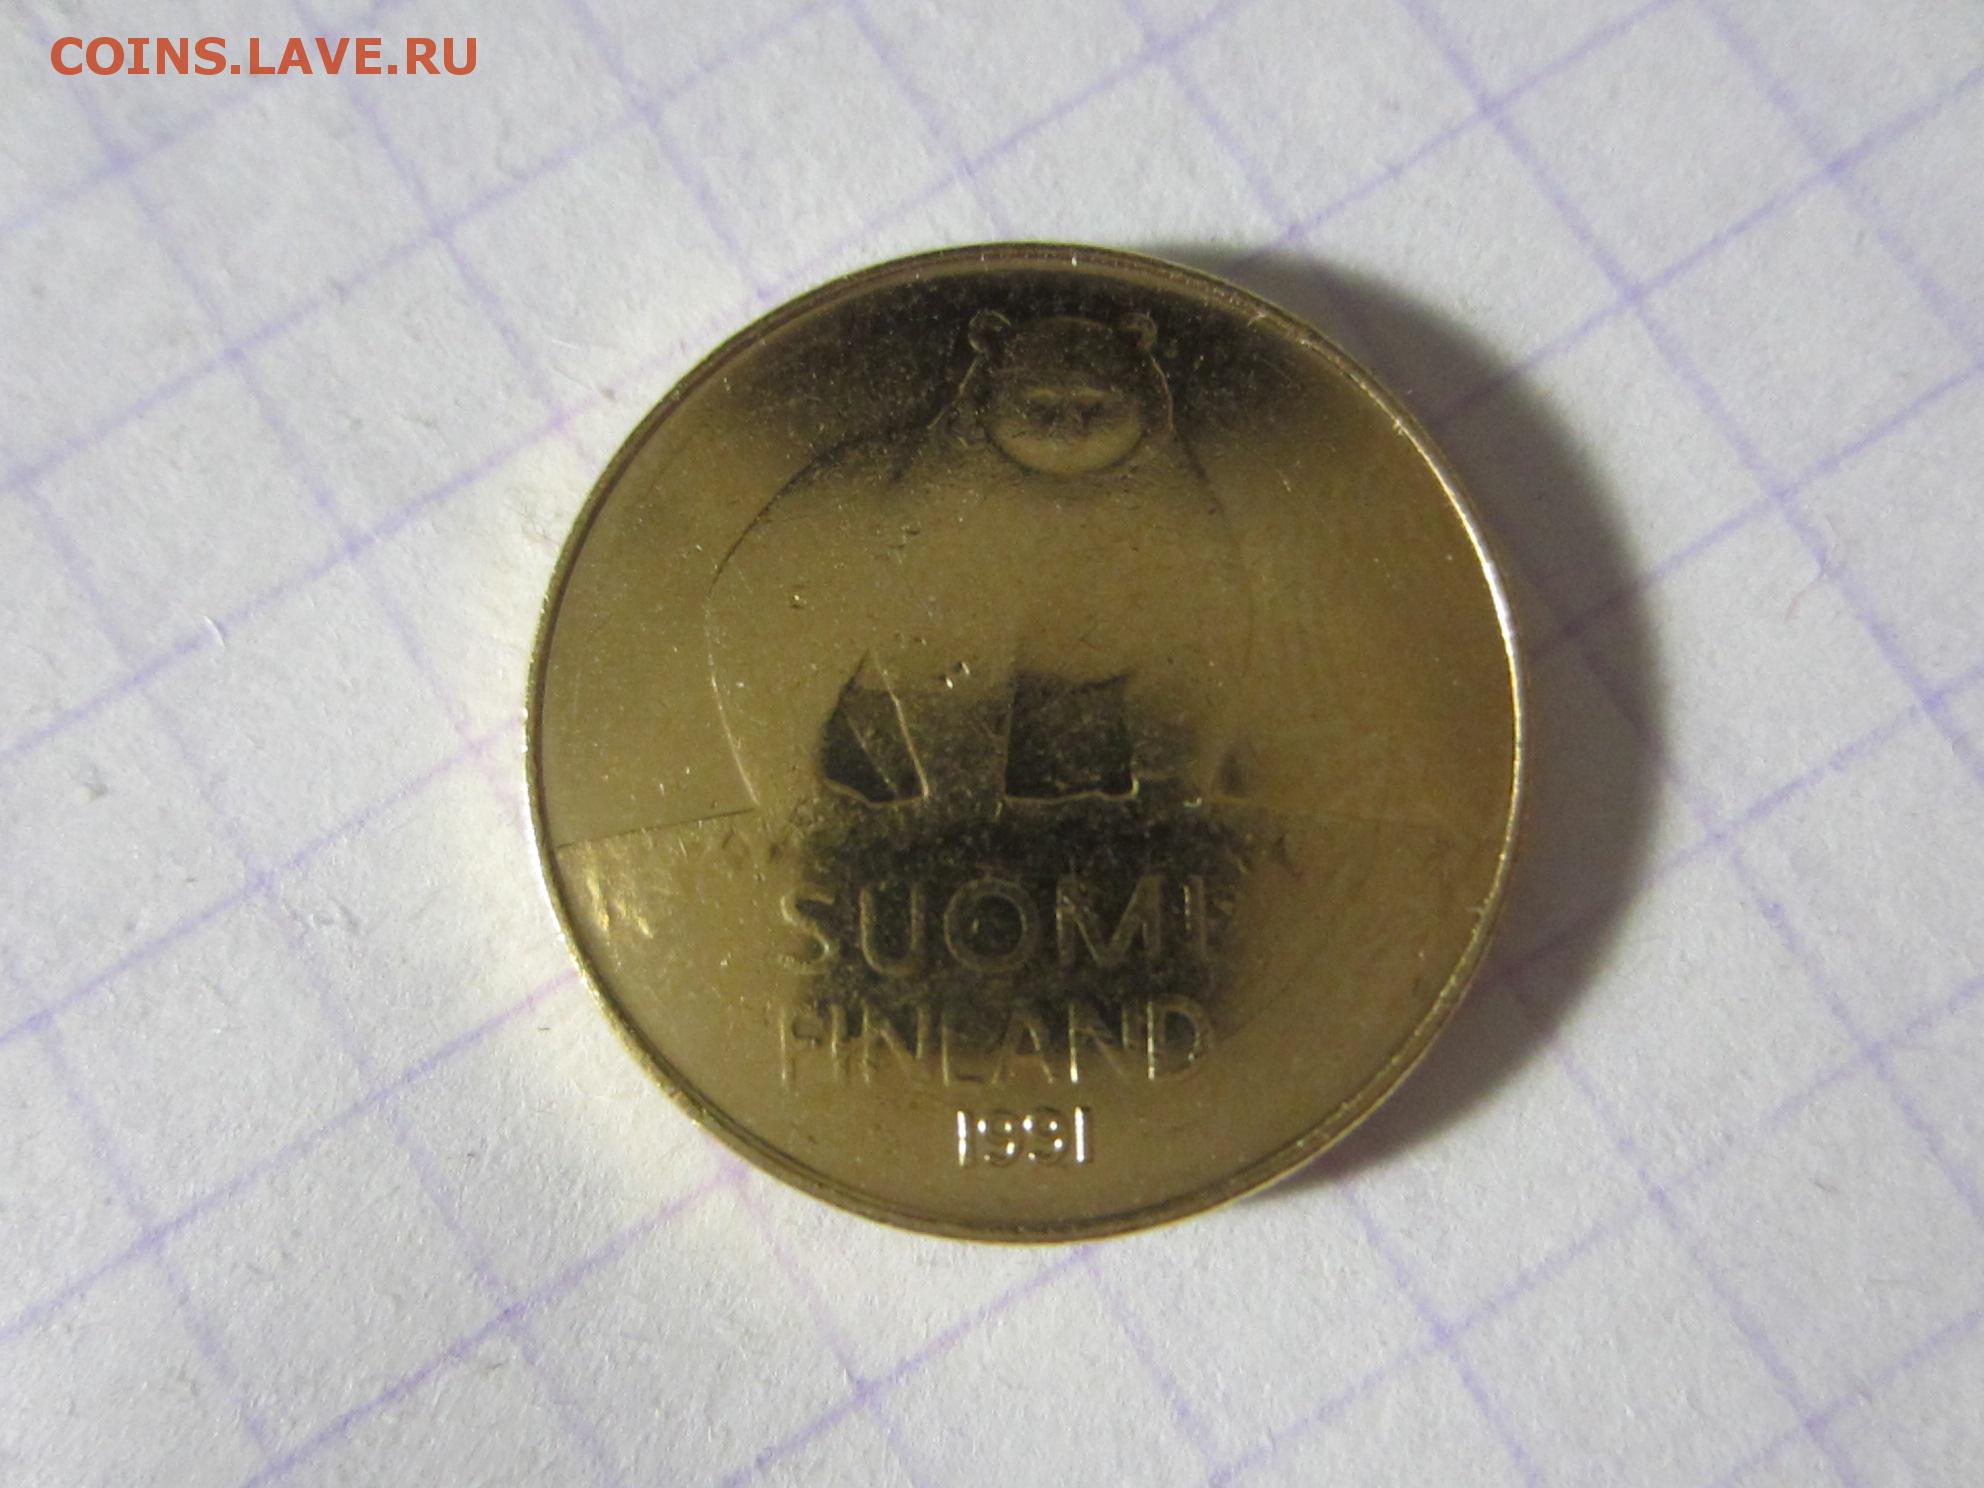 COINS.LAVE.RU
SUOMI
FINLAND
1991